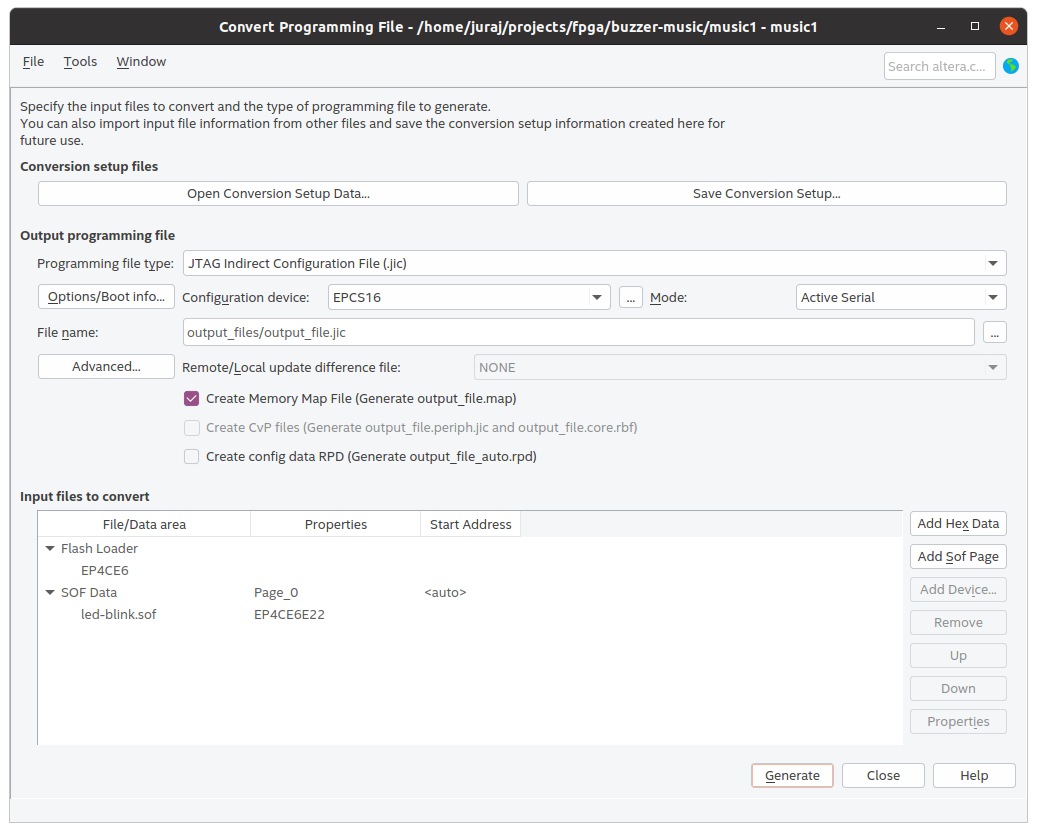 Convert Programming File - /home/juraj/projects/fpga/buzzer-music/music1 - music1
File Tools Window
Search altera.c...
Specify the input files to convert and the type of programming file to generate.
You can also import input file information from other files and save the conversion setup information created here for
future use.
Conversion setup files
Open Conversion Setup Data...
Save Conversion Setup...
Output programming file
Programming file type: JTAG Indirect Configuration File (.jic)
Options/Boot info... Configuration device: EPCS16 ... Mode: Active Serial
File name: output_files/output_file.jic ...
Advanced... Remote/Local update difference file: NONE
Create Memory Map File (Generate output_file.map)
Create CvP files (Generate output_file.periph.jic and output_file.core.rbf)
Create config data RPD (Generate output_file_auto.rpd)
Input files to convert
File/Data area Properties Start Address
Flash Loader
EP4CE6
SOF Data Page_0 <auto>
led-blink.sof EP4CE6E22
Add Hex Data
Add Sof Page
Add Device...
Remove
Up
Down
Properties
Generate Close Help